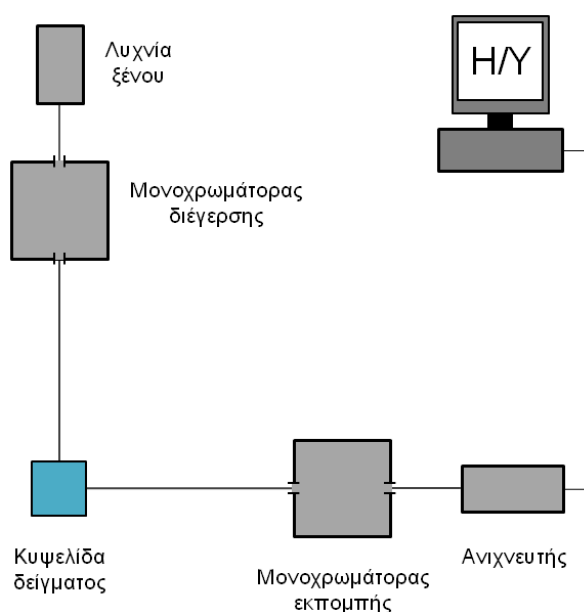 Λυχνία
ξένου
Η/Υ
Μονοχρωμάτορας
διέγερσης
Κυψελίδα
δείγματος
Μονοχρωμάτορας
εκπομπής
Ανιχνευτής